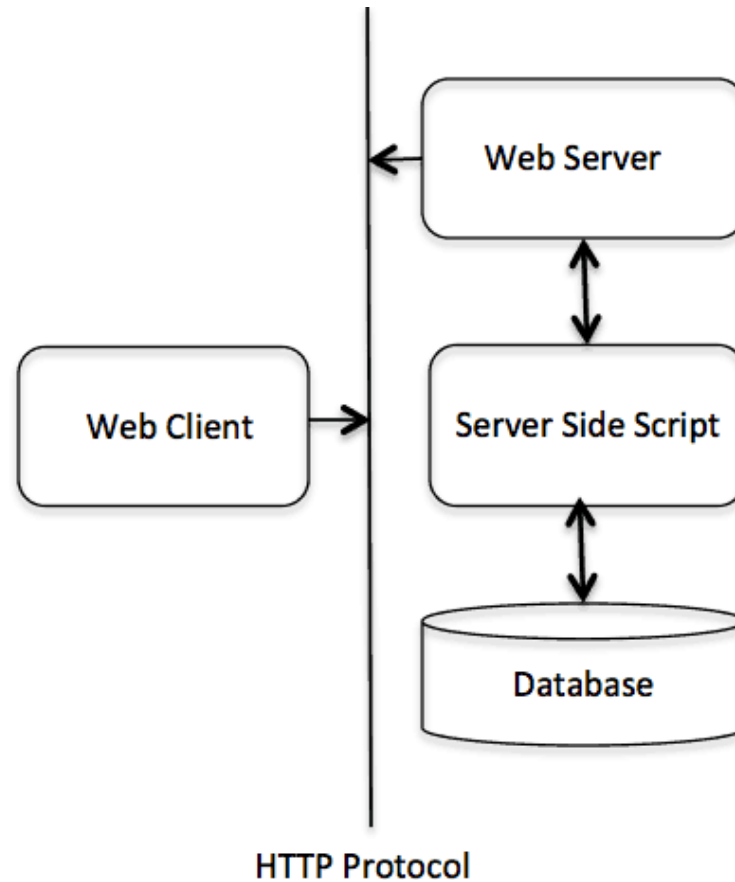 Web Server
Web Client
Server Side Script
Database
HTTP Protocol